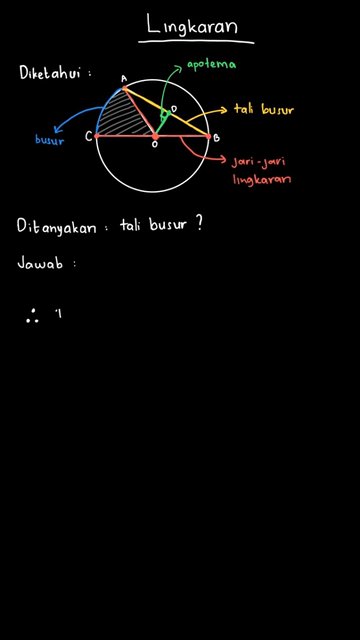 Lingkaran
Diketahui :
apotema
A
D
tali busur
busur
C
O
B
jari-jari
lingkaran
Ditanyakan : tali busur ?
Jawab :
∴